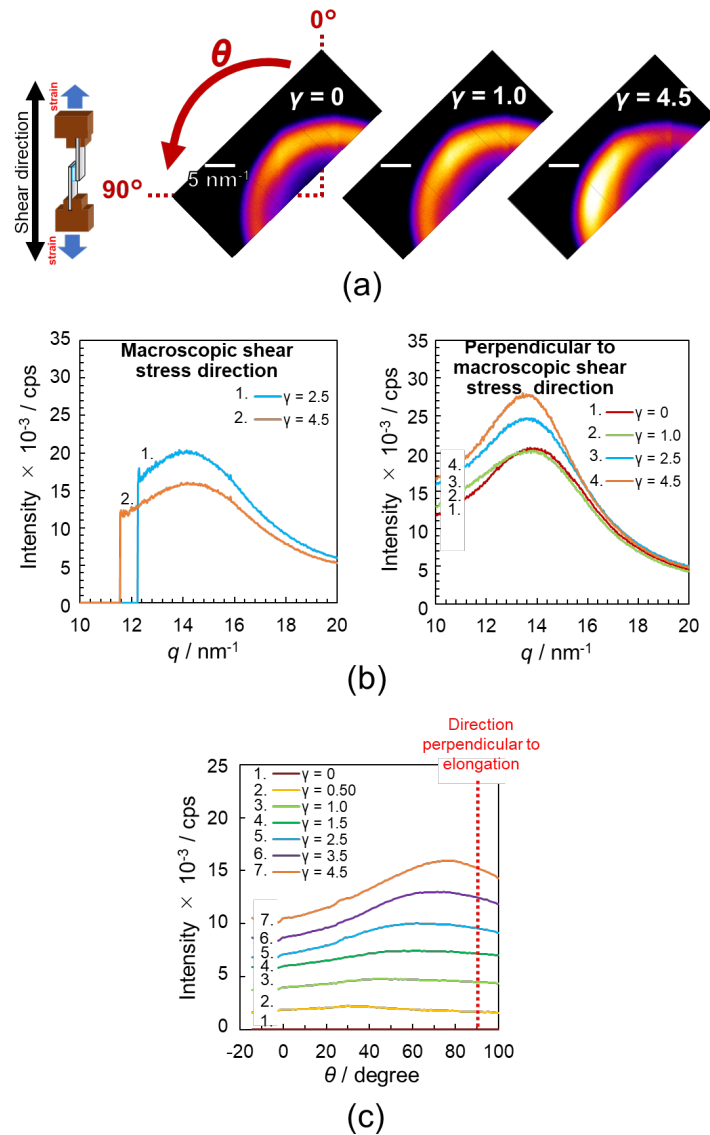 0°
θ
γ = 0
γ = 1.0
γ = 4.5
strain
Shear direction
5 nm⁻¹
90°
strain
(a)
35
30
25
20
15
10
5
0
Intensity × 10⁻³ / cps
Macroscopic shear
stress direction
1. γ = 2.5
2. γ = 4.5
1.
2.
10 12 14 16 18 20
q / nm⁻¹
35
30
25
20
15
10
5
0
Intensity × 10⁻³ / cps
Perpendicular to
macroscopic shear
stress direction
1. γ = 0
2. γ = 1.0
3. γ = 2.5
4. γ = 4.5
4.
3.
2.
1.
10 12 14 16 18 20
q / nm⁻¹
(b)
Direction
perpendicular to
elongation
25
20
15
10
5
0
Intensity × 10⁻³ / cps
1. γ = 0
2. γ = 0.50
3. γ = 1.0
4. γ = 1.5
5. γ = 2.5
6. γ = 3.5
7. γ = 4.5
7.
6.
5.
4.
3.
2.
1.
-20 0 20 40 60 80 100
θ / degree
(c)